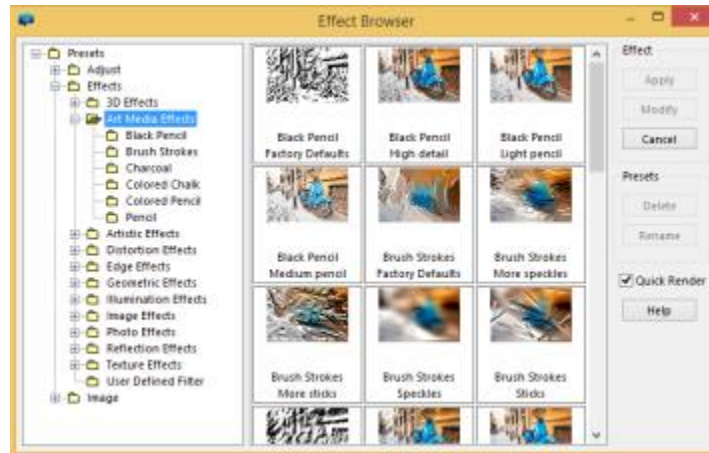 Effect Browser
Presets
Adjust
Effects
3D Effects
Art Media Effects
Black Pencil
Brush Strokes
Charcoal
Colored Chalk
Colored Pencil
Pencil
Artistic Effects
Distortion Effects
Edge Effects
Geometric Effects
Illumination Effects
Image Effects
Photo Effects
Reflection Effects
Texture Effects
User Defined Filter
Image
Black Pencil
Factory Defaults
Black Pencil
High detail
Black Pencil
Light pencil
Black Pencil
Medium pencil
Brush Strokes
Factory Defaults
Brush Strokes
More speckles
Brush Strokes
More sticks
Brush Strokes
Speckles
Brush Strokes
Sticks
Effect
Apply
Modify
Cancel
Presets
Delete
Rename
Quick Render
Help